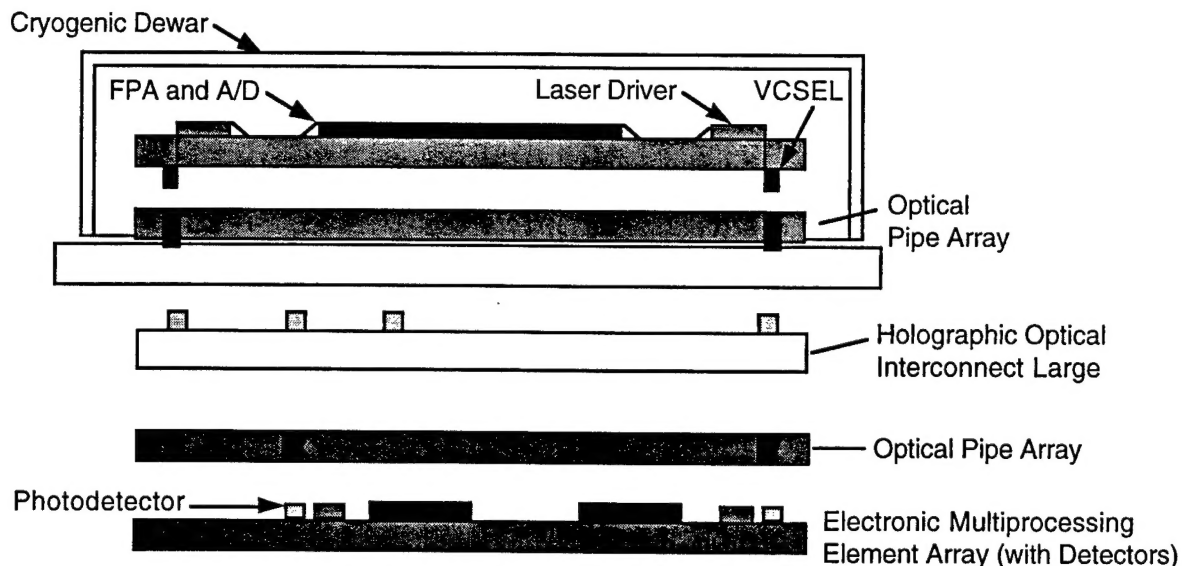 Cryogenic Dewar
FPA and A/D
Laser Driver
VCSEL
Optical
Pipe Array
Holographic Optical
Interconnect Large
Optical Pipe Array
Photodetector
Electronic Multiprocessing
Element Array (with Detectors)